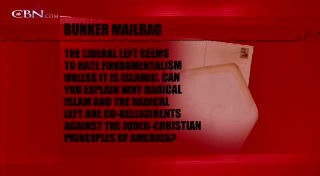 CBN.COM
BUNKER MAILBAG
THE LIBERAL LEFT SEEMS
TO HATE FUNDAMENTALISM
UNLESS IT IS ISLAMIC. CAN
YOU EXPLAIN WHY RADICAL
ISLAM AND THE RADICAL
LEFT ARE CO-BELLIGERENTS
AGAINST THE JUDEO-CHRISTIAN
PRINCIPLES OF AMERICA?